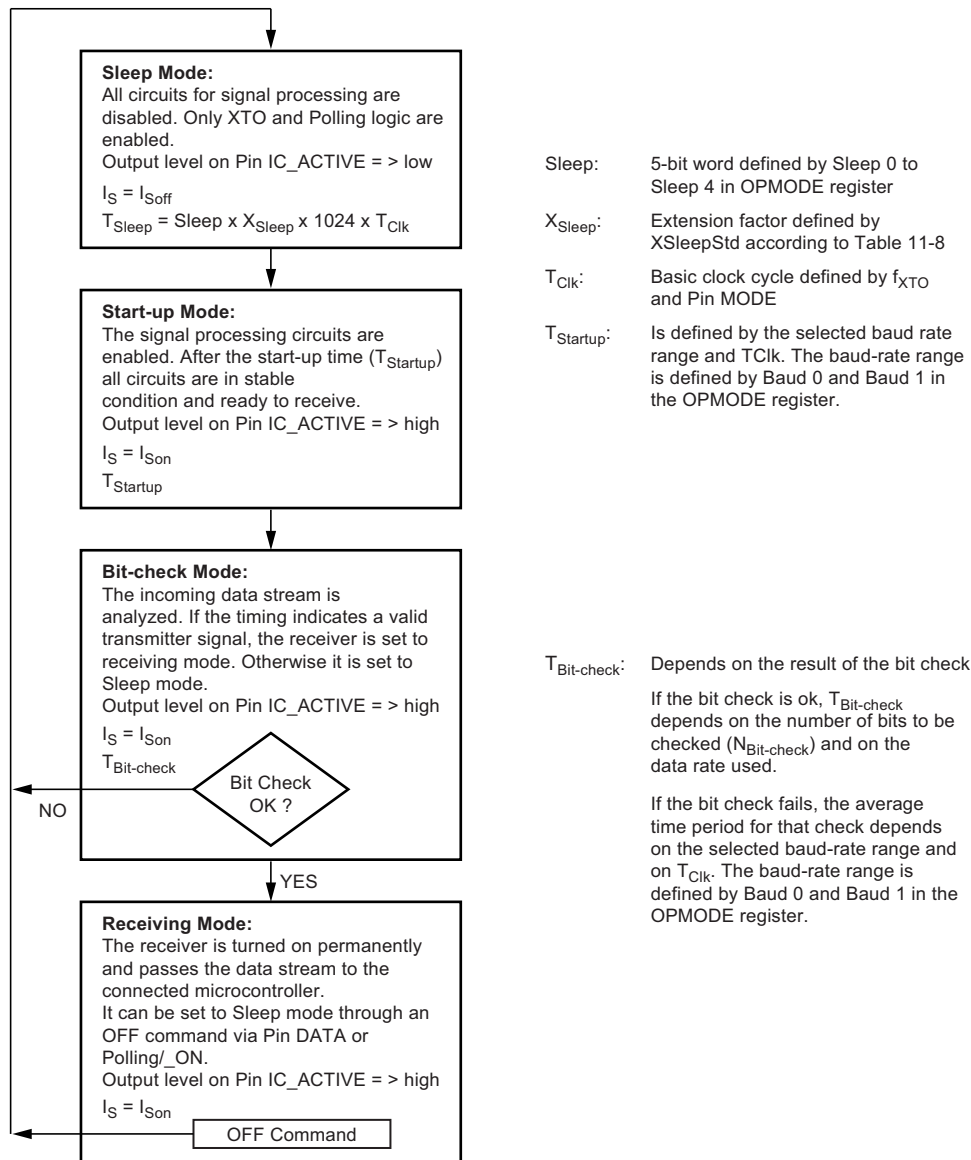 Sleep Mode:
All circuits for signal processing are
disabled. Only XTO and Polling logic are
enabled.
Output level on Pin IC_ACTIVE = > low
IS = ISoff
TSleep = Sleep x XSleep x 1024 x TClk
Sleep: 5-bit word defined by Sleep 0 to
Sleep 4 in OPMODE register
XSleep: Extension factor defined by
XSleepStd according to Table 11-8
TClk: Basic clock cycle defined by fXTO
and Pin MODE
Start-up Mode:
The signal processing circuits are
enabled. After the start-up time (TStartup)
all circuits are in stable
condition and ready to receive.
Output level on Pin IC_ACTIVE = > high
IS = ISon
TStartup
TStartup: Is defined by the selected baud rate
range and TClk. The baud-rate range
is defined by Baud 0 and Baud 1 in
the OPMODE register.
Bit-check Mode:
The incoming data stream is
analyzed. If the timing indicates a valid
transmitter signal, the receiver is set to
receiving mode. Otherwise it is set to
Sleep mode.
Output level on Pin IC_ACTIVE = > high
IS = ISon
TBit-check
Bit Check
OK ?
NO
YES
TBit-check: Depends on the result of the bit check
If the bit check is ok, TBit-check
depends on the number of bits to be
checked (NBit-check) and on the
data rate used.
If the bit check fails, the average
time period for that check depends
on the selected baud-rate range and
on TClk. The baud-rate range is
defined by Baud 0 and Baud 1 in the
OPMODE register.
Receiving Mode:
The receiver is turned on permanently
and passes the data stream to the
connected microcontroller.
It can be set to Sleep mode through an
OFF command via Pin DATA or
Polling/_ON.
Output level on Pin IC_ACTIVE = > high
IS = ISon
OFF Command